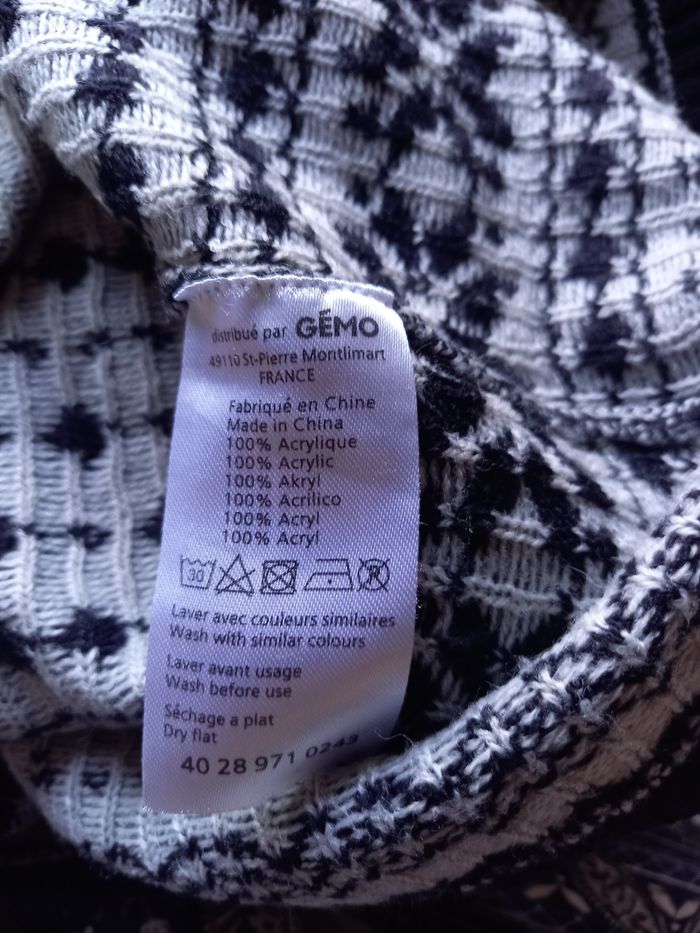 distribué par GÉMO
49110 St-Pierre Montlimart
FRANCE
Fabriqué en Chine
Made in China
100% Acrylique
100% Acrylic
100% Akryl
100% Acrilico
100% Acryl
100% Acryl
30
Laver avec couleurs similaires
Wash with similar colours
Laver avant usage
Wash before use
Séchage a plat
Dry flat
40 28 971 0243